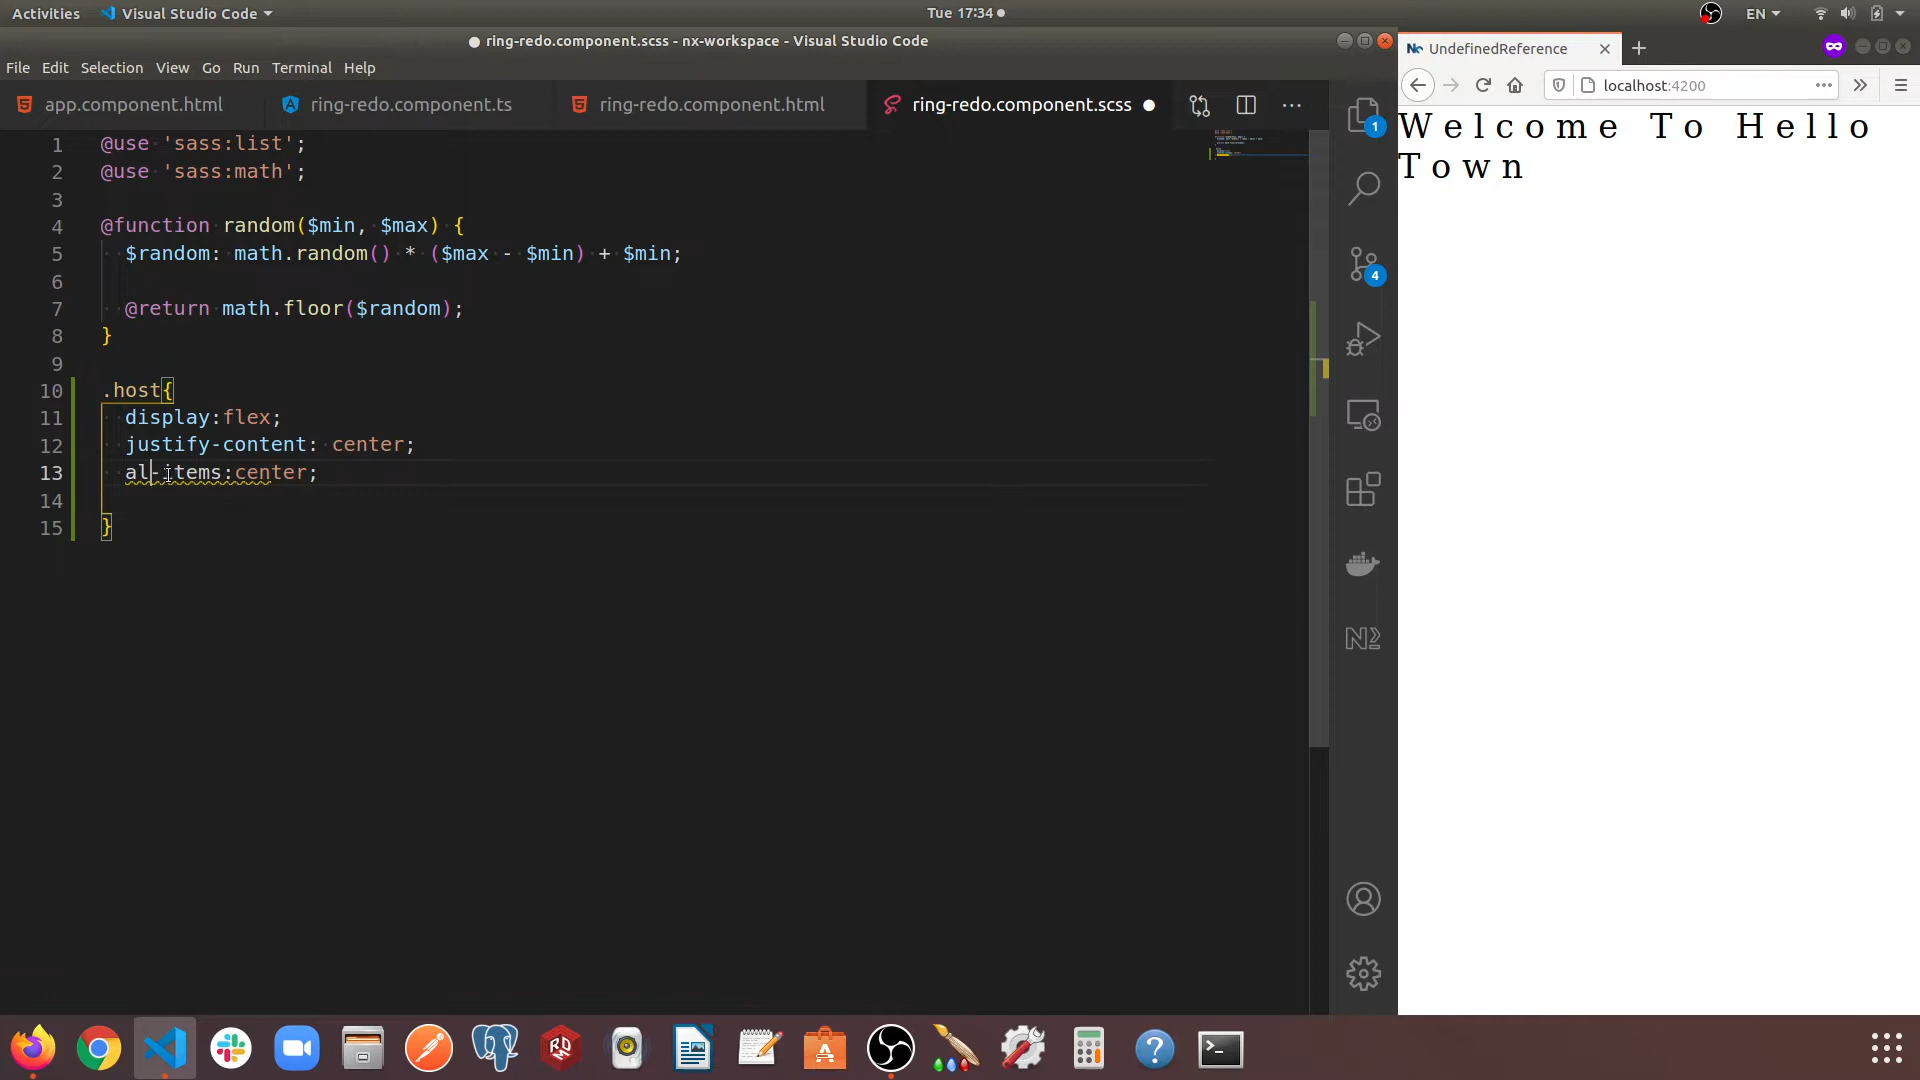 Activities Visual Studio Code Tue 17:34 EN
ring-redo.component.scss - nx-workspace - Visual Studio Code
File Edit Selection View Go Run Terminal Help
app.component.html ring-redo.component.ts ring-redo.component.html ring-redo.component.scss
1 @use 'sass:list';
2 @use 'sass:math';
3
4 @function random($min, $max) {
5 $random: math.random() * ($max - $min) + $min;
6
7 @return math.floor($random);
8 }
9
10 .host{
11 display:flex;
12 justify-content: center;
13 al-items:center;
14
15 }
1
4
UndefinedReference
localhost:4200
Welcome To Hello
Town